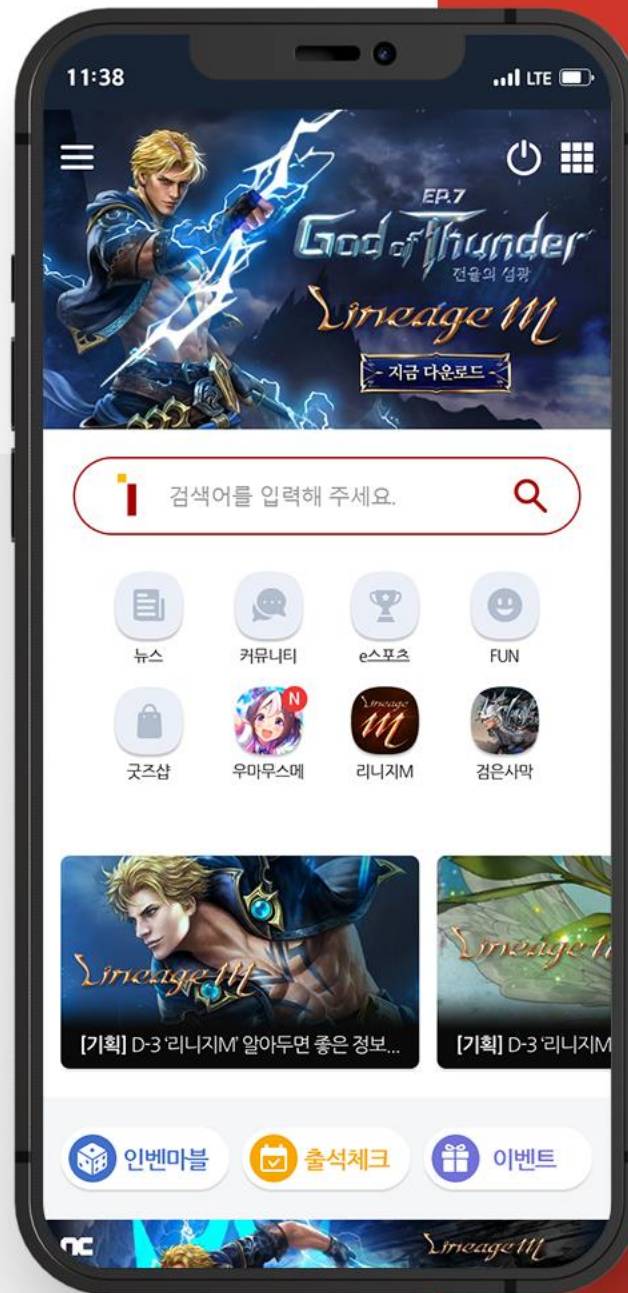 11:38
LTE
EP.7
God of Thunder
전율의 섬광
Lineage M
- 지금 다운로드 -
검색어를 입력해 주세요.
뉴스
커뮤니티
e스포츠
FUN
N
Lineage M
굿즈샵
우마무스메
리니지M
검은사막
Lineage M
Lineage M
[기획] D-3 '리니지M' 알아두면 좋은 정보...
[기획] D-3 '리니지M
인벤마블
출석체크
이벤트
nc
Lineage M